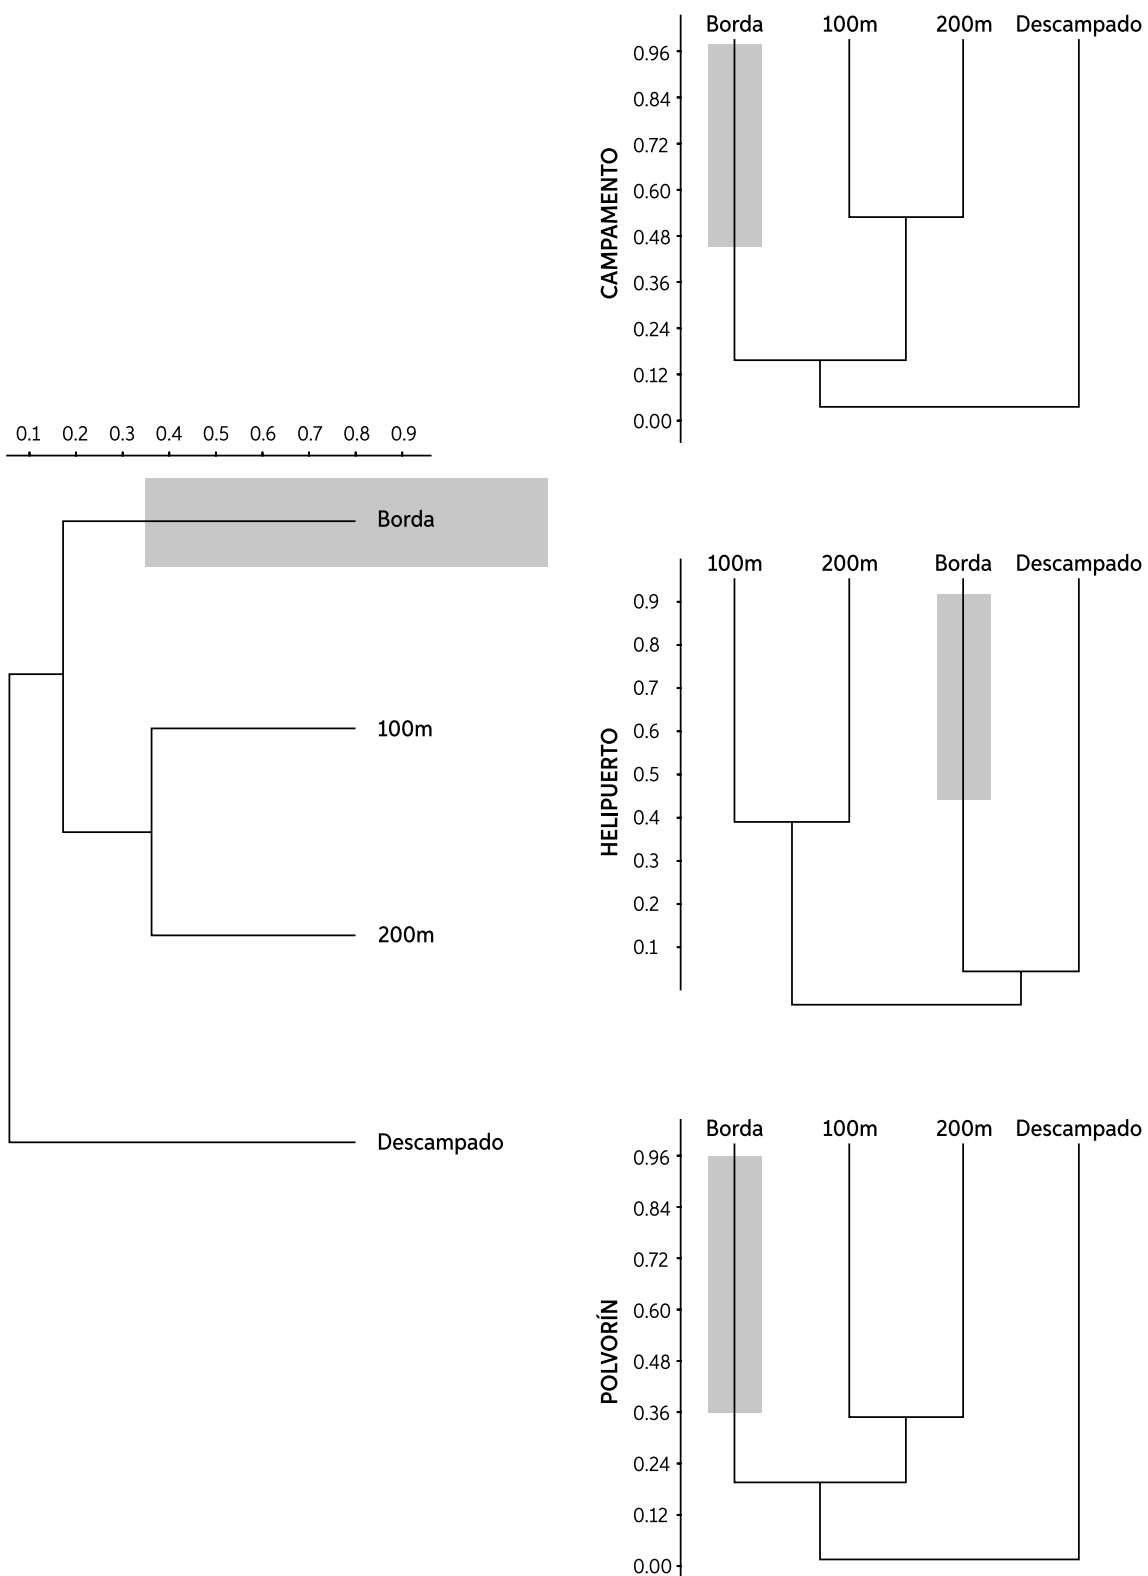 0.1 0.2 0.3 0.4 0.5 0.6 0.7 0.8 0.9
Borda
100m
200m
Descampado
Borda 100m 200m Descampado
CAMPAMENTO
0.96
0.84
0.72
0.60
0.48
0.36
0.24
0.12
0.00
100m 200m Borda Descampado
HELIPUERTO
0.9
0.8
0.7
0.6
0.5
0.4
0.3
0.2
0.1
Borda 100m 200m Descampado
POLVORÍN
0.96
0.84
0.72
0.60
0.48
0.36
0.24
0.12
0.00